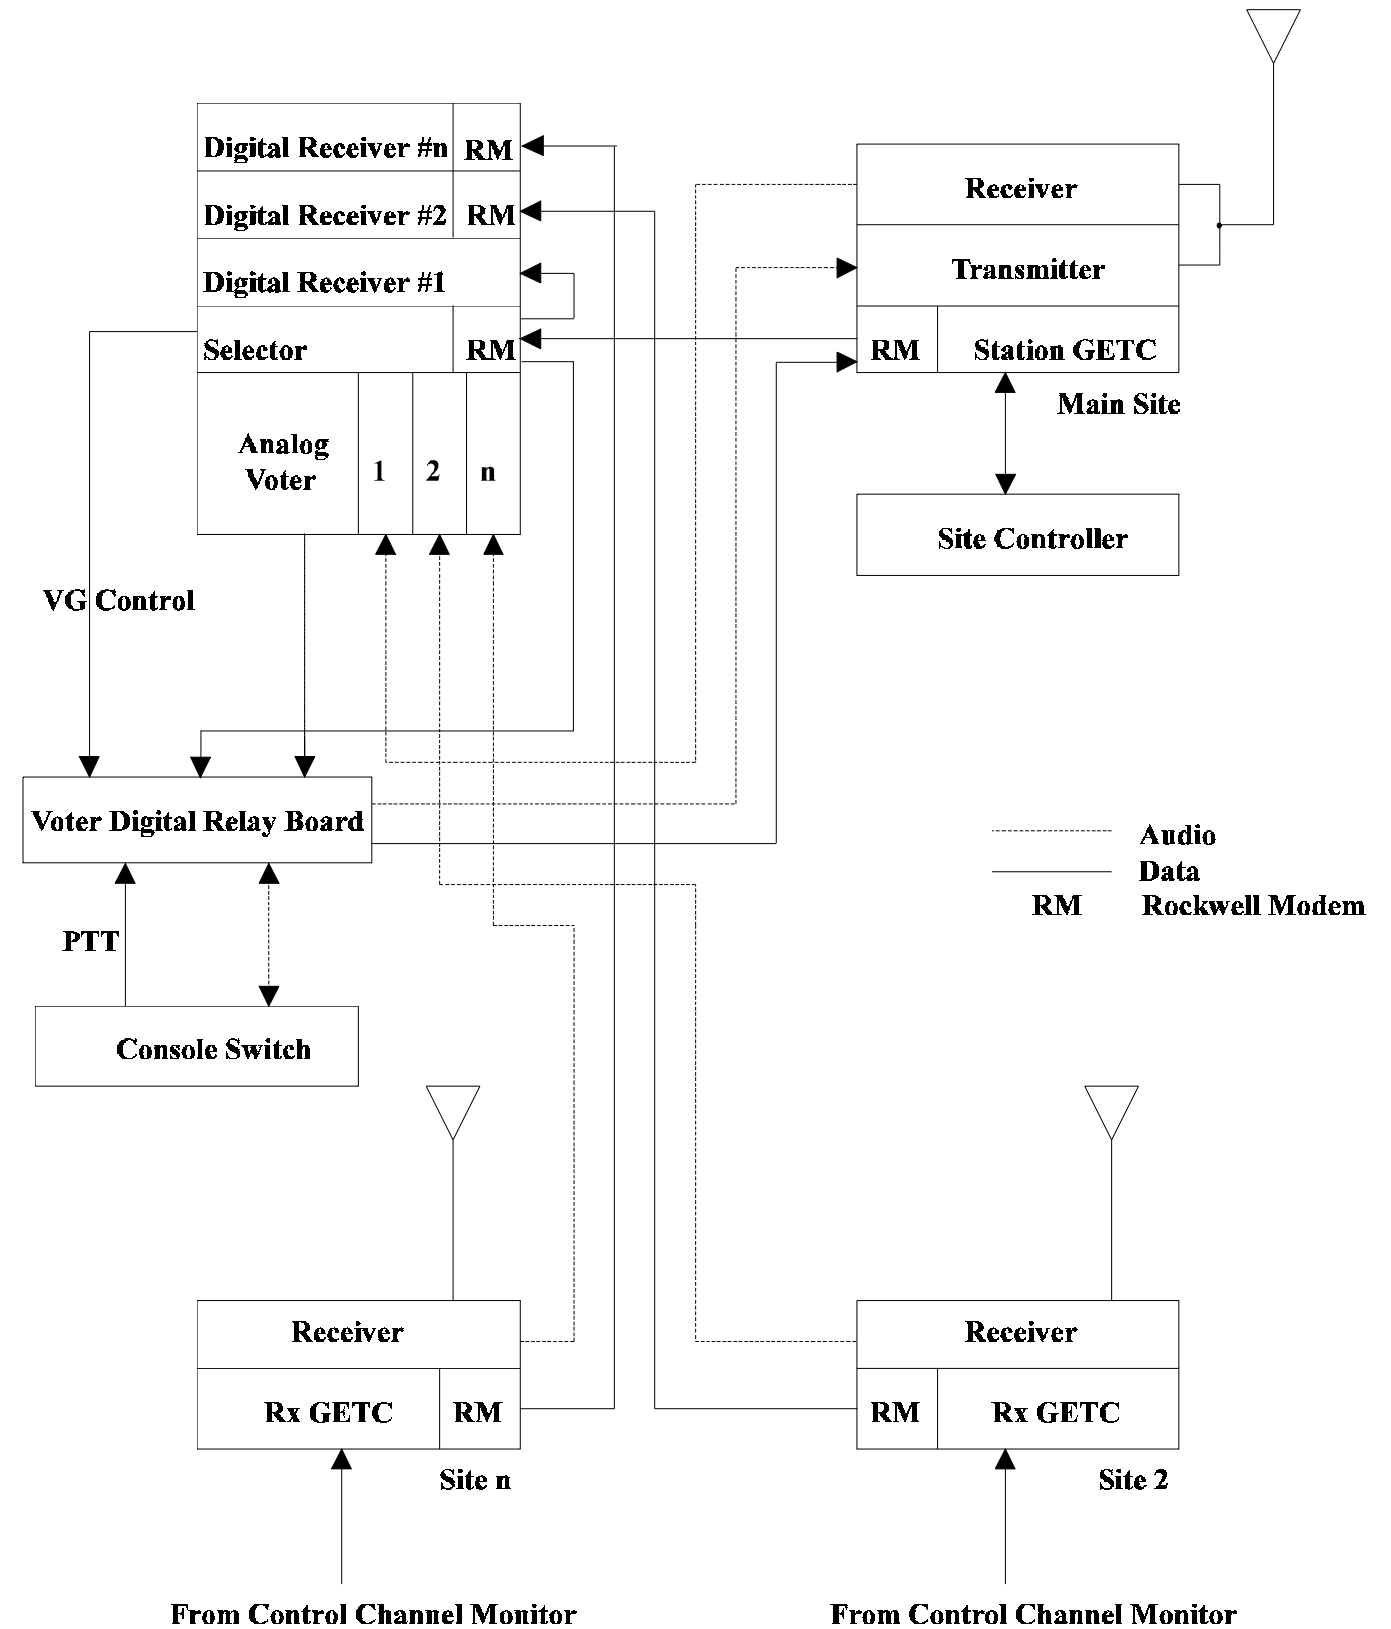 Digital Receiver #n RM
Digital Receiver #2 RM
Digital Receiver #1
Selector RM
Analog
Voter
1 2 n
Receiver
Transmitter
RM Station GETC
Main Site
Site Controller
VG Control
Voter Digital Relay Board
PTT
Console Switch
Audio
Data
RM Rockwell Modem
Receiver
Rx GETC RM
Site n
From Control Channel Monitor
Receiver
RM Rx GETC
Site 2
From Control Channel Monitor